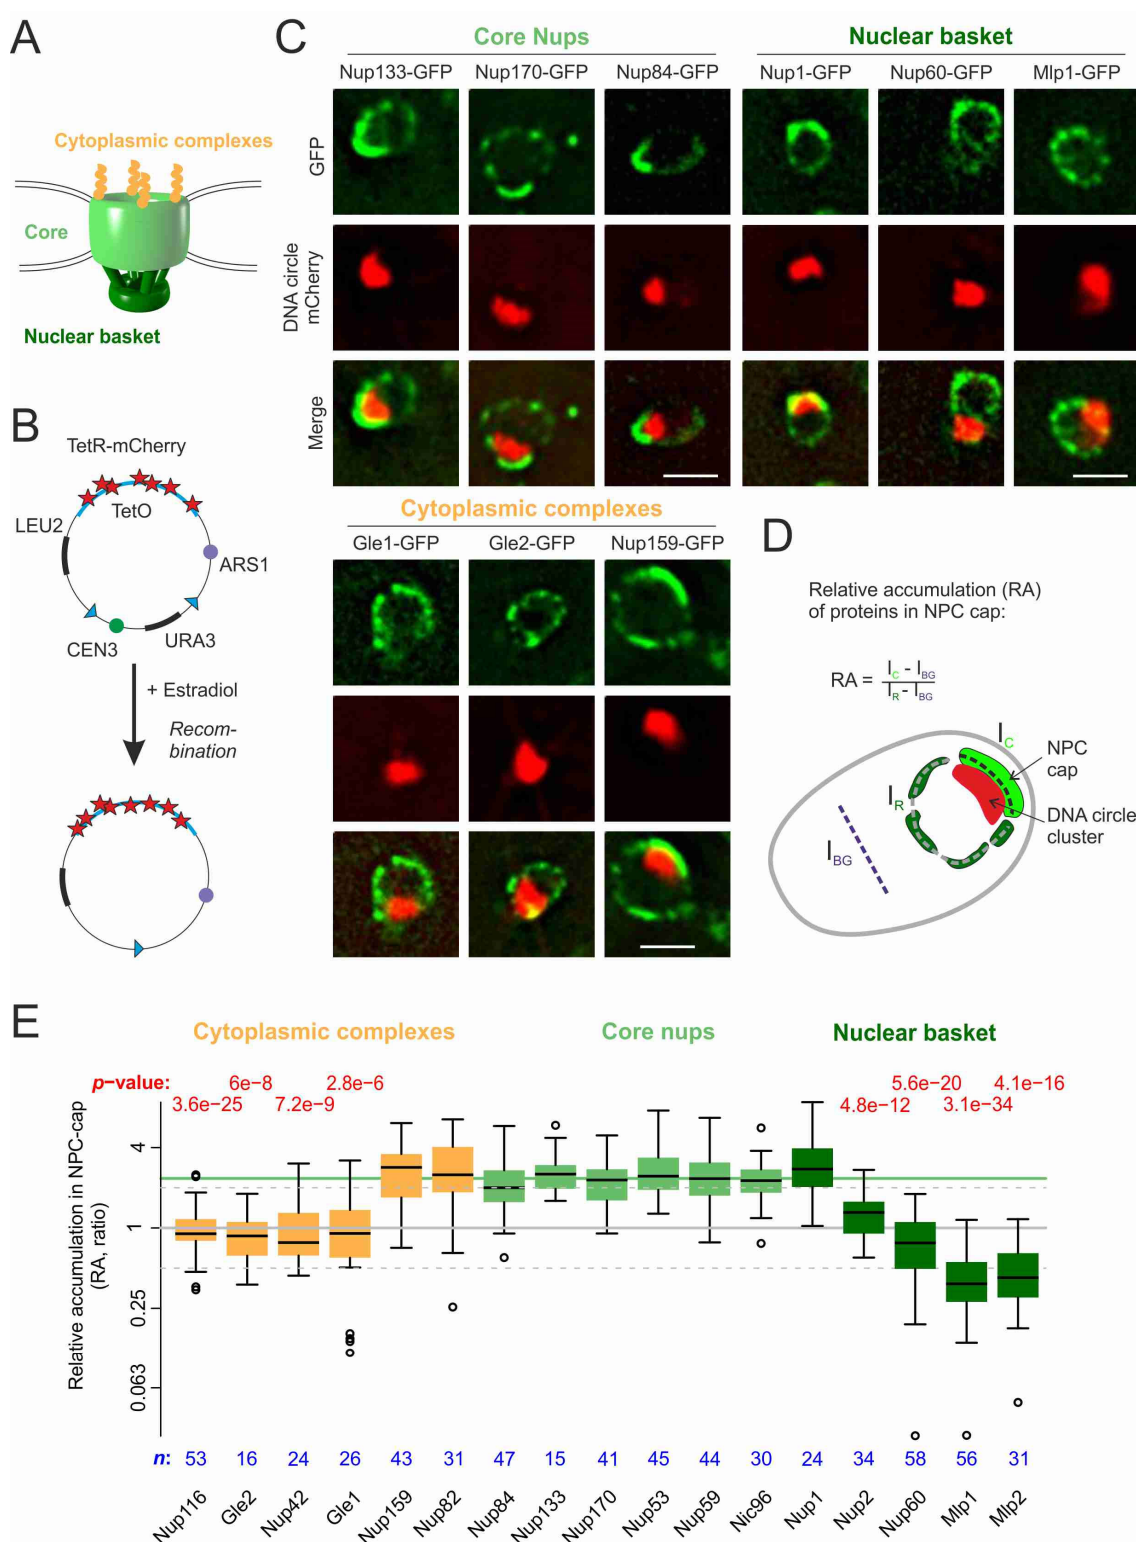 A
Cytoplasmic complexes
Core
Nuclear basket
B
TetR-mCherry
TetO
LEU2
ARS1
CEN3
URA3
+ Estradiol
Recom-
bination
C
Core Nups
Nuclear basket
Nup133-GFP Nup170-GFP Nup84-GFP Nup1-GFP Nup60-GFP Mlp1-GFP
GFP
DNA circle
mCherry
Merge
Cytoplasmic complexes
Gle1-GFP Gle2-GFP Nup159-GFP
D
Relative accumulation (RA)
of proteins in NPC cap:
RA = (I_C - I_BG) / (I_R - I_BG)
I_C
NPC
cap
I_R
DNA circle
cluster
I_BG
E
Cytoplasmic complexes Core nups Nuclear basket
p−value: 6e−8 2.8e−6 5.6e−20 4.1e−16
3.6e−25 7.2e−9 4.8e−12 3.1e−34
Relative accumulation in NPC-cap
(RA, ratio)
4
1
0.25
0.063
n: 53 16 24 26 43 31 47 15 41 45 44 30 24 34 58 56 31
Nup116 Gle2 Nup42 Gle1 Nup159 Nup82 Nup84 Nup133 Nup170 Nup53 Nup59 Nic96 Nup1 Nup2 Nup60 Mlp1 Mlp2